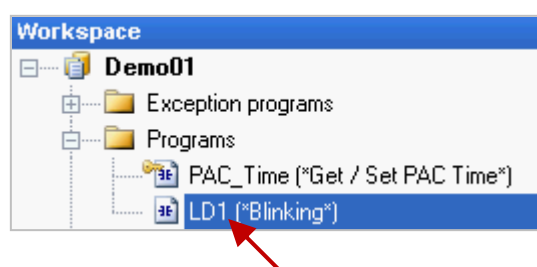 Workspace
Demo01
Exception programs
Programs
PAC_Time (*Get / Set PAC Time*)
LD1 (*Blinking*)